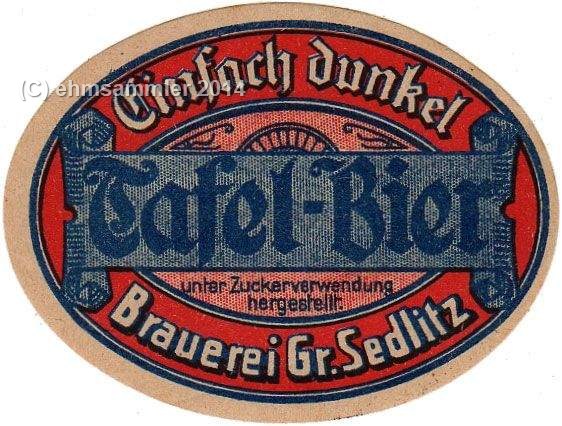 Einfach dunkel
(C) ehmsammler 2014
Tafel-Bier
unter Zuckerverwendung
hergestellt.
Brauerei Gr. Sedlitz